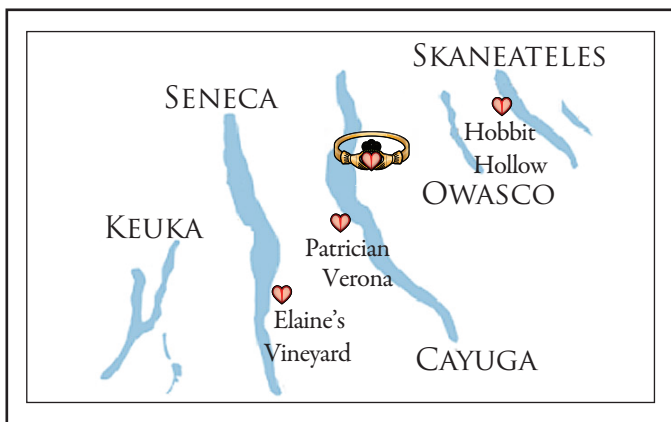 SKANEATELES
SENECA
Hobbit
Hollow
OWASCO
KEUKA
Patrician
Verona
Elaine's
Vineyard
CAYUGA